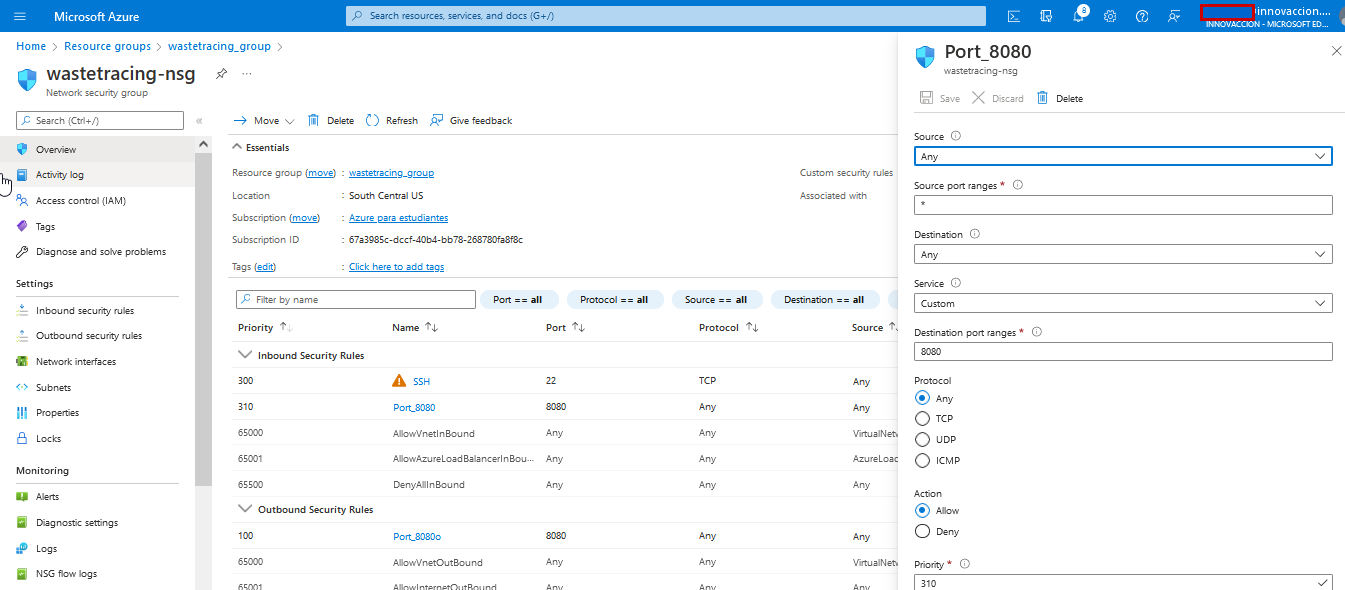 Microsoft Azure
Search resources, services, and docs (G+/)
8
innovaccion....
INNOVACCION - MICROSOFT ED...
Home > Resource groups > wastetracing_group >
wastetracing-nsg
...
Network security group
Search (Ctrl+/)
«
Overview
Activity log
Access control (IAM)
Tags
Diagnose and solve problems
Settings
Inbound security rules
Outbound security rules
Network interfaces
Subnets
Properties
Locks
Monitoring
Alerts
Diagnostic settings
Logs
NSG flow logs
Move Delete Refresh Give feedback
Essentials
Resource group (move) : wastetracing_group
Location : South Central US
Subscription (move) : Azure para estudiantes
Subscription ID : 67a3985c-dccf-40b4-bb78-268780fa8f8c
Tags (edit) : Click here to add tags
Custom security rules
Associated with
Filter by name
Port == all
Protocol == all
Source == all
Destination == all
Priority ↑↓ Name ↑↓ Port ↑↓ Protocol ↑↓ Source ↑↓
Inbound Security Rules
300 SSH 22 TCP Any
310 Port_8080 8080 Any Any
65000 AllowVnetInBound Any Any VirtualNetw
65001 AllowAzureLoadBalancerInBou... Any Any AzureLoad
65500 DenyAllInBound Any Any Any
Outbound Security Rules
100 Port_8080o 8080 Any Any
65000 AllowVnetOutBound Any Any VirtualNetw
65001 AllowInternetOutBound Any Any Any
Port_8080
wastetracing-nsg
Save Discard Delete
Source
Any
Source port ranges *
*
Destination
Any
Service
Custom
Destination port ranges *
8080
Protocol
Any
TCP
UDP
ICMP
Action
Allow
Deny
Priority *
310